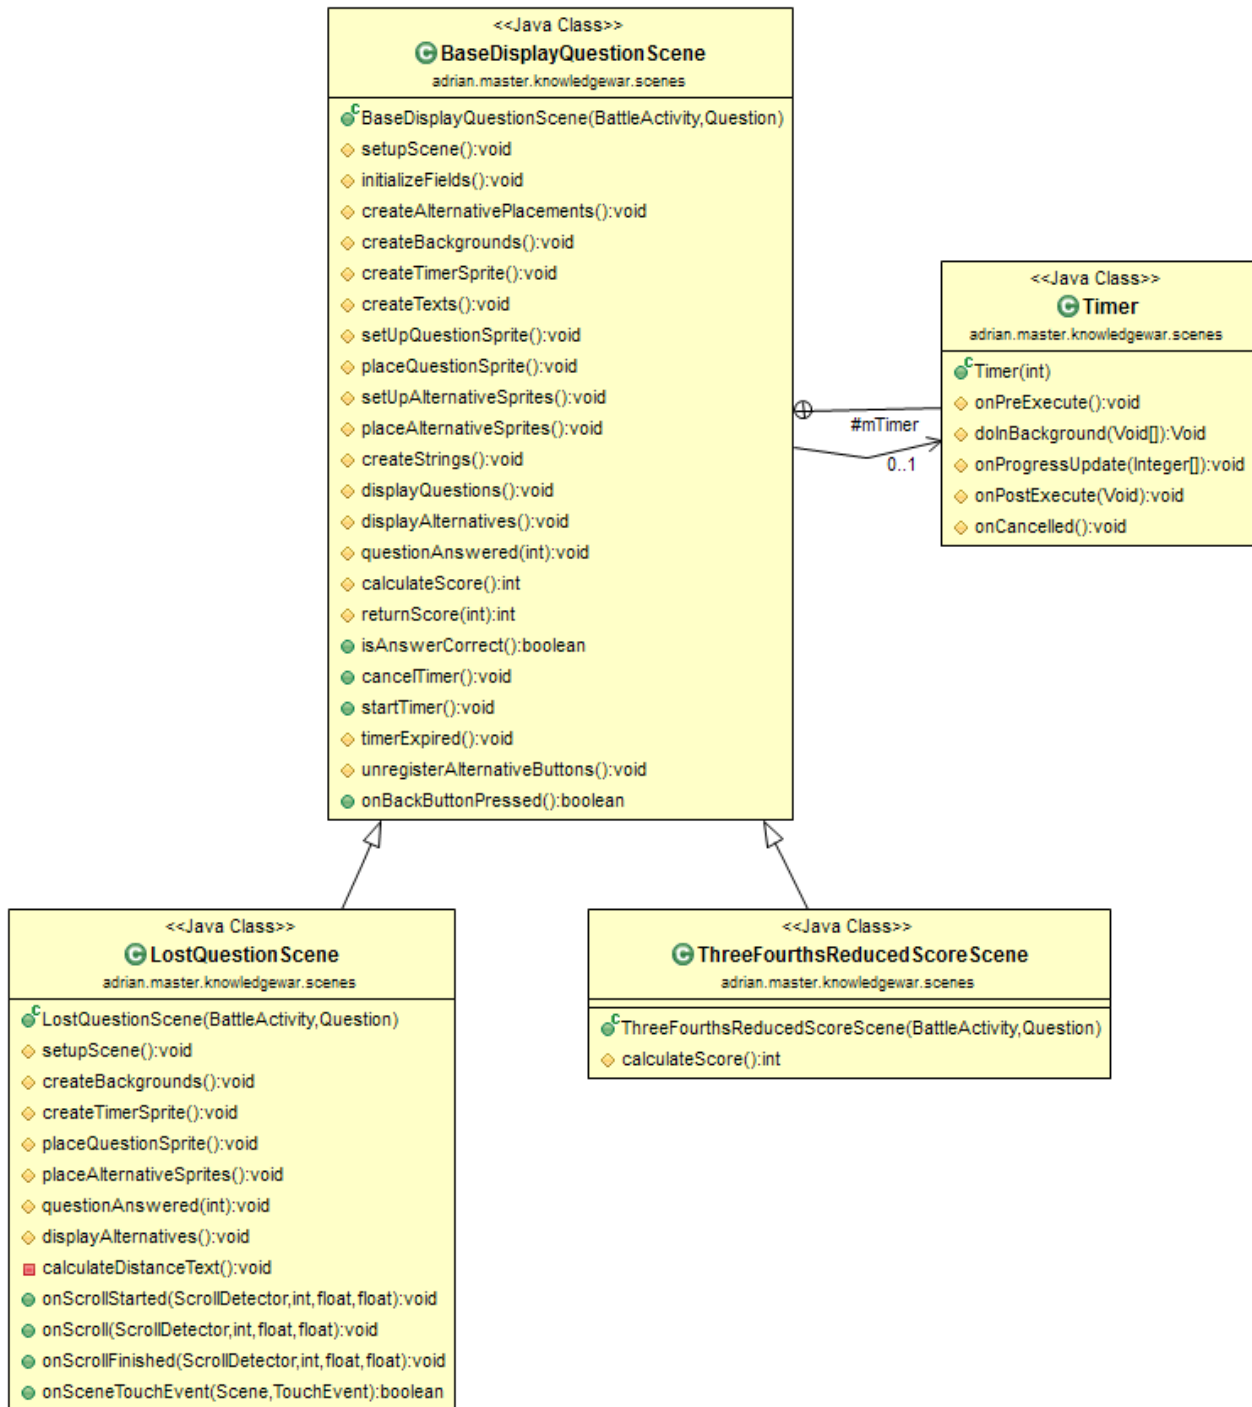 <<Java Class>>
BaseDisplayQuestionScene
adrian.master.knowledgewar.scenes
BaseDisplayQuestionScene(BattleActivity,Question)
setupScene():void
initializeFields():void
createAlternativePlacements():void
createBackgrounds():void
createTimerSprite():void
createTexts():void
setUpQuestionSprite():void
placeQuestionSprite():void
setUpAlternativeSprites():void
placeAlternativeSprites():void
createStrings():void
displayQuestions():void
displayAlternatives():void
questionAnswered(int):void
calculateScore():int
returnScore(int):int
isAnswerCorrect():boolean
cancelTimer():void
startTimer():void
timerExpired():void
unregisterAlternativeButtons():void
onBackButtonPressed():boolean
#mTimer
0..1
<<Java Class>>
Timer
adrian.master.knowledgewar.scenes
Timer(int)
onPreExecute():void
doInBackground(Void[]):Void
onProgressUpdate(Integer[]):void
onPostExecute(Void):void
onCancelled():void
<<Java Class>>
LostQuestionScene
adrian.master.knowledgewar.scenes
LostQuestionScene(BattleActivity,Question)
setupScene():void
createBackgrounds():void
createTimerSprite():void
placeQuestionSprite():void
placeAlternativeSprites():void
questionAnswered(int):void
displayAlternatives():void
calculateDistanceText():void
onScrollStarted(ScrollDetector,int,float,float):void
onScroll(ScrollDetector,int,float,float):void
onScrollFinished(ScrollDetector,int,float,float):void
onSceneTouchEvent(Scene,TouchEvent):boolean
<<Java Class>>
ThreeFourthsReducedScoreScene
adrian.master.knowledgewar.scenes
ThreeFourthsReducedScoreScene(BattleActivity,Question)
calculateScore():int